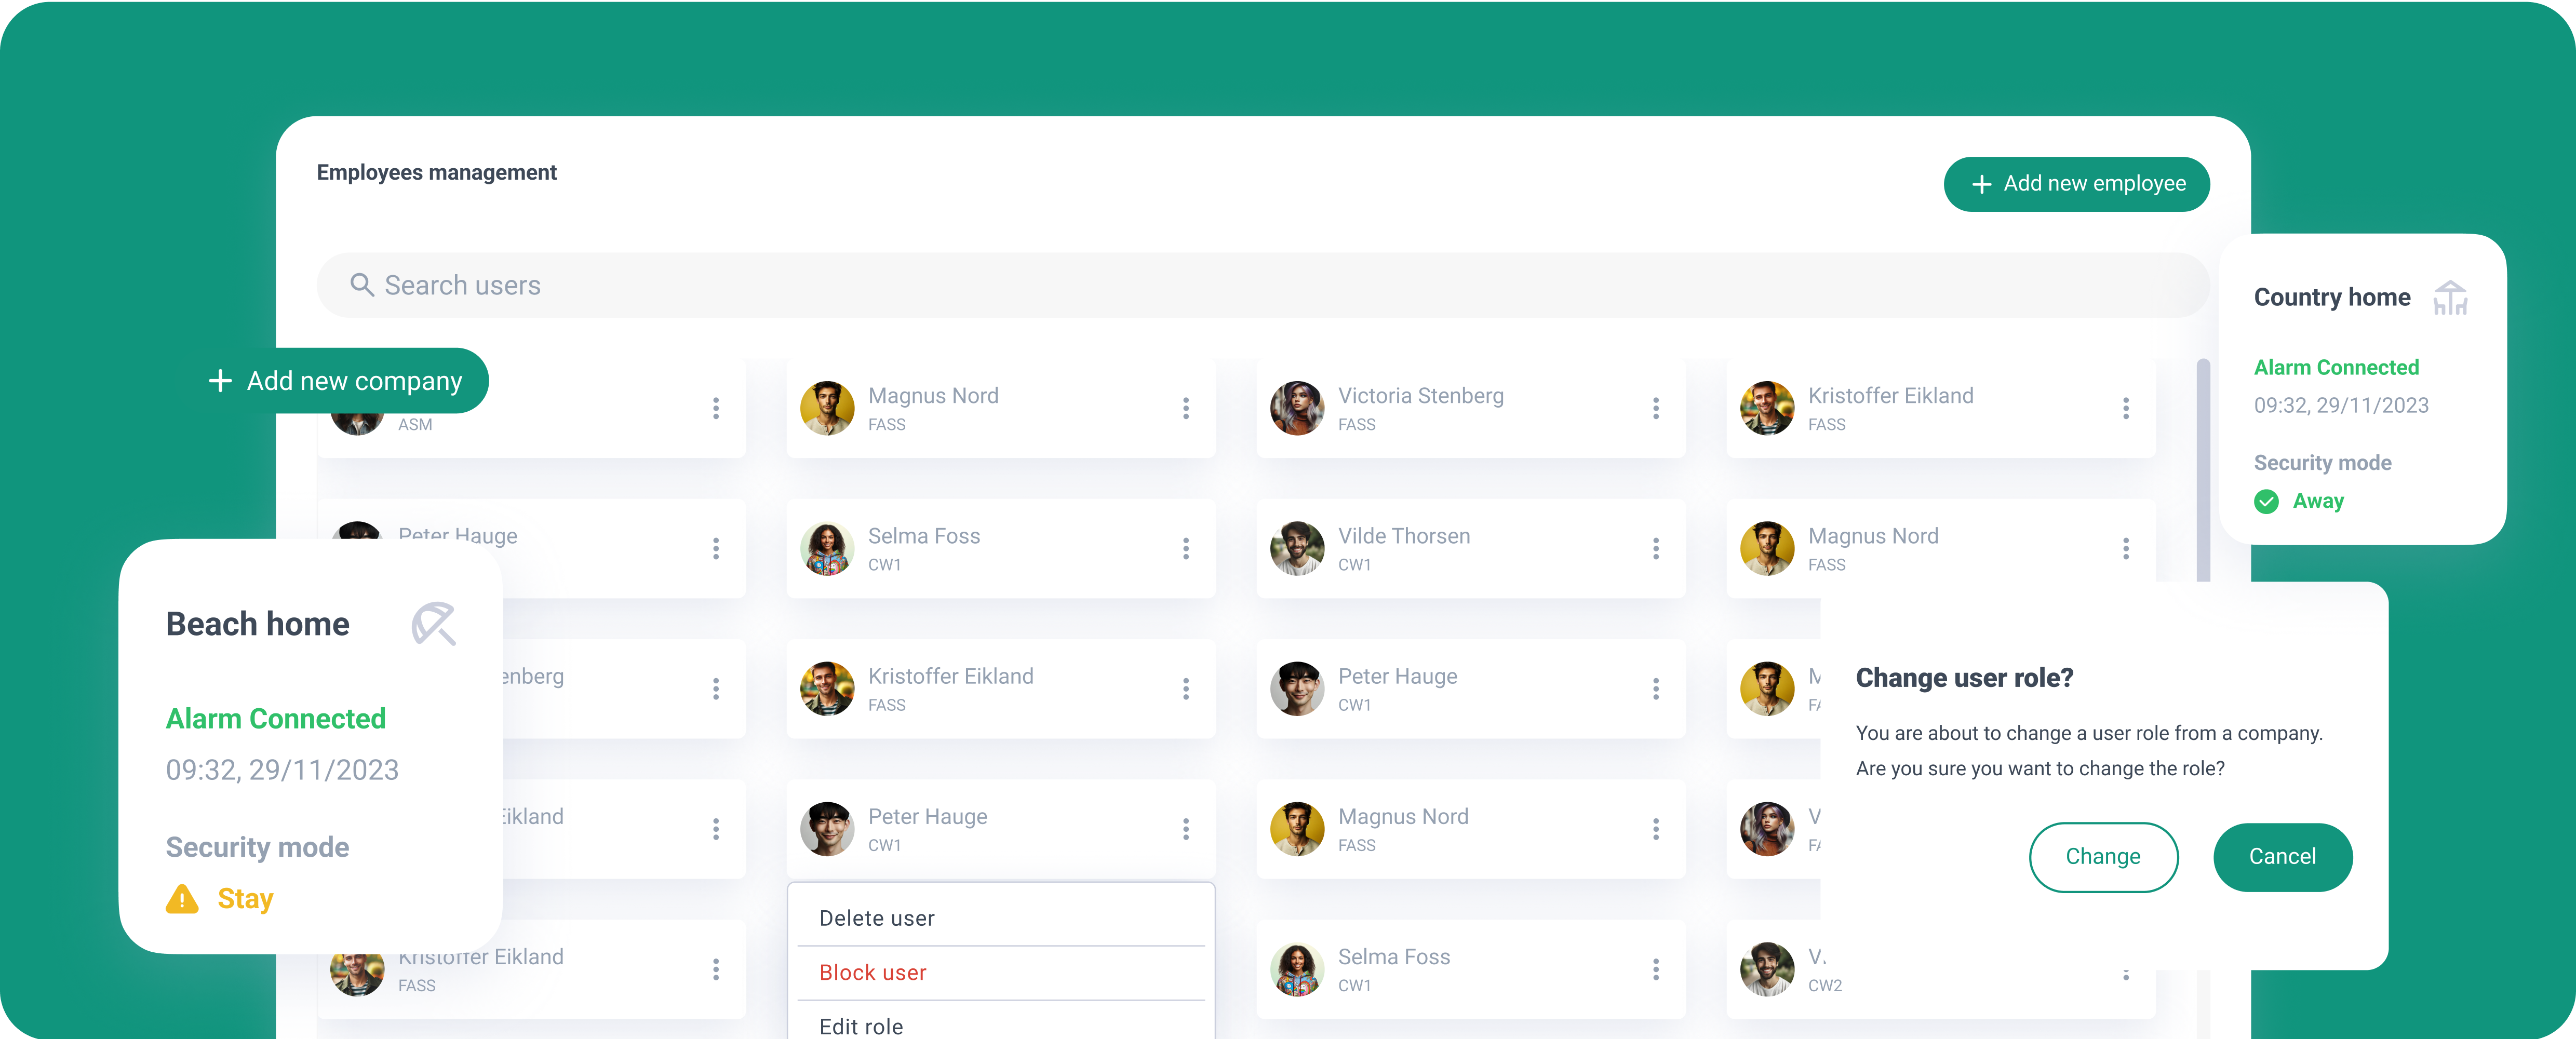 Employees management
+ Add new employee
Search users
+ Add new company
ASM
Magnus Nord
FASS
Victoria Stenberg
FASS
Kristoffer Eikland
FASS
Country home
Alarm Connected
09:32, 29/11/2023
Security mode
Away
Peter Hauge
Selma Foss
CW1
Vilde Thorsen
CW1
Magnus Nord
FASS
Beach home
Alarm Connected
09:32, 29/11/2023
Security mode
Stay
enberg
Kristoffer Eikland
FASS
Peter Hauge
CW1
Eikland
Peter Hauge
CW1
Magnus Nord
FASS
Change user role?
You are about to change a user role from a company.
Are you sure you want to change the role?
Change
Cancel
Kristoffer Eikland
FASS
Delete user
Block user
Edit role
Selma Foss
CW1
CW2